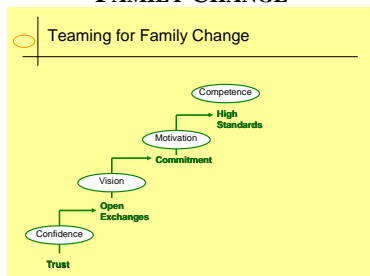 FAMILY CHANGE
Teaming for Family Change
Competence
High
Standards
Motivation
Commitment
Vision
Open
Exchanges
Confidence
Trust